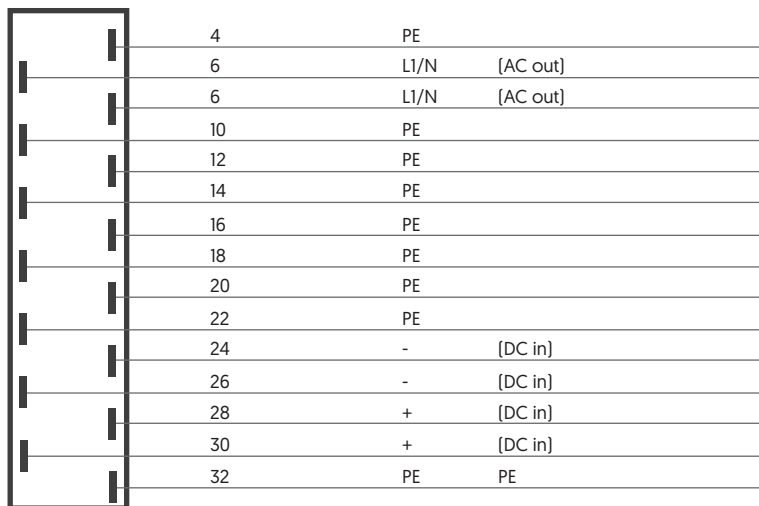 4 PE
6 L1/N (AC out)
6 L1/N (AC out)
10 PE
12 PE
14 PE
16 PE
18 PE
20 PE
22 PE
24 - (DC in)
26 - (DC in)
28 + (DC in)
30 + (DC in)
32 PE PE